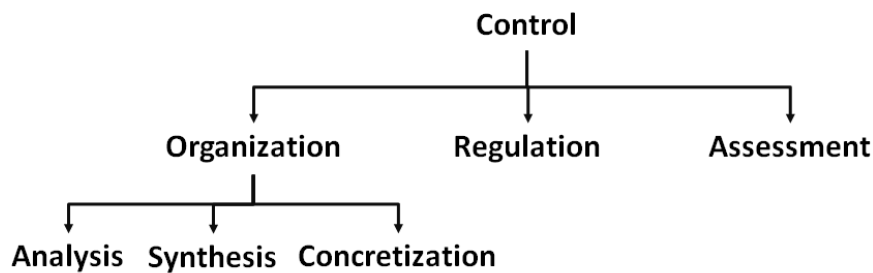 Control
Organization Regulation Assessment
Analysis Synthesis Concretization